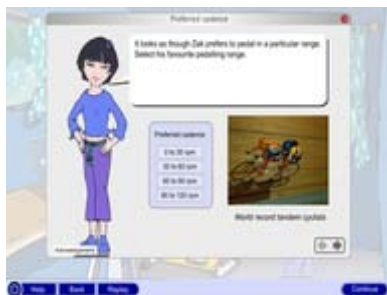 Preferred cadence
It looks as though Zak prefers to pedal in a particular range.
Select his favourite pedalling range.
Preferred cadence
0 to 30 rpm
30 to 60 rpm
60 to 90 rpm
90 to 120 rpm
World record tandem cyclists
Help
Back
Replay
Continue